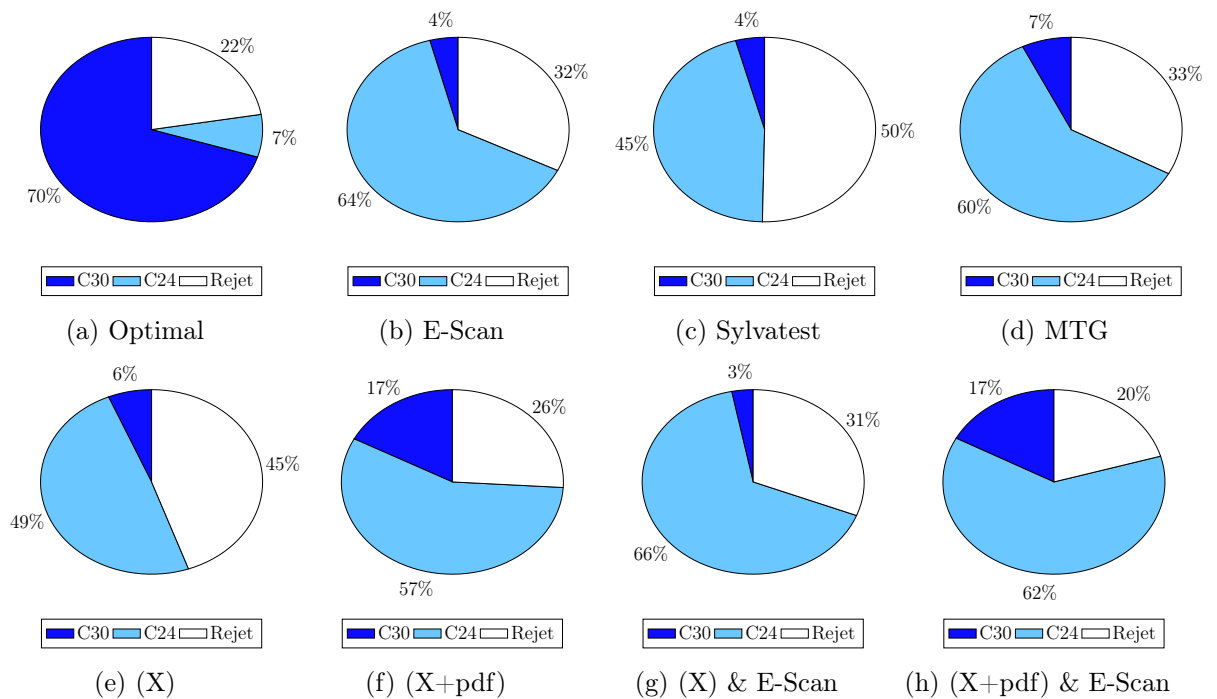 22%
7%
70%
C30 C24 Rejet
(a) Optimal
4%
32%
64%
C30 C24 Rejet
(b) E-Scan
4%
50%
45%
C30 C24 Rejet
(c) Sylvatest
7%
33%
60%
C30 C24 Rejet
(d) MTG
6%
45%
49%
C30 C24 Rejet
(e) (X)
17%
26%
57%
C30 C24 Rejet
(f) (X+pdf)
3%
31%
66%
C30 C24 Rejet
(g) (X) & E-Scan
17%
20%
62%
C30 C24 Rejet
(h) (X+pdf) & E-Scan